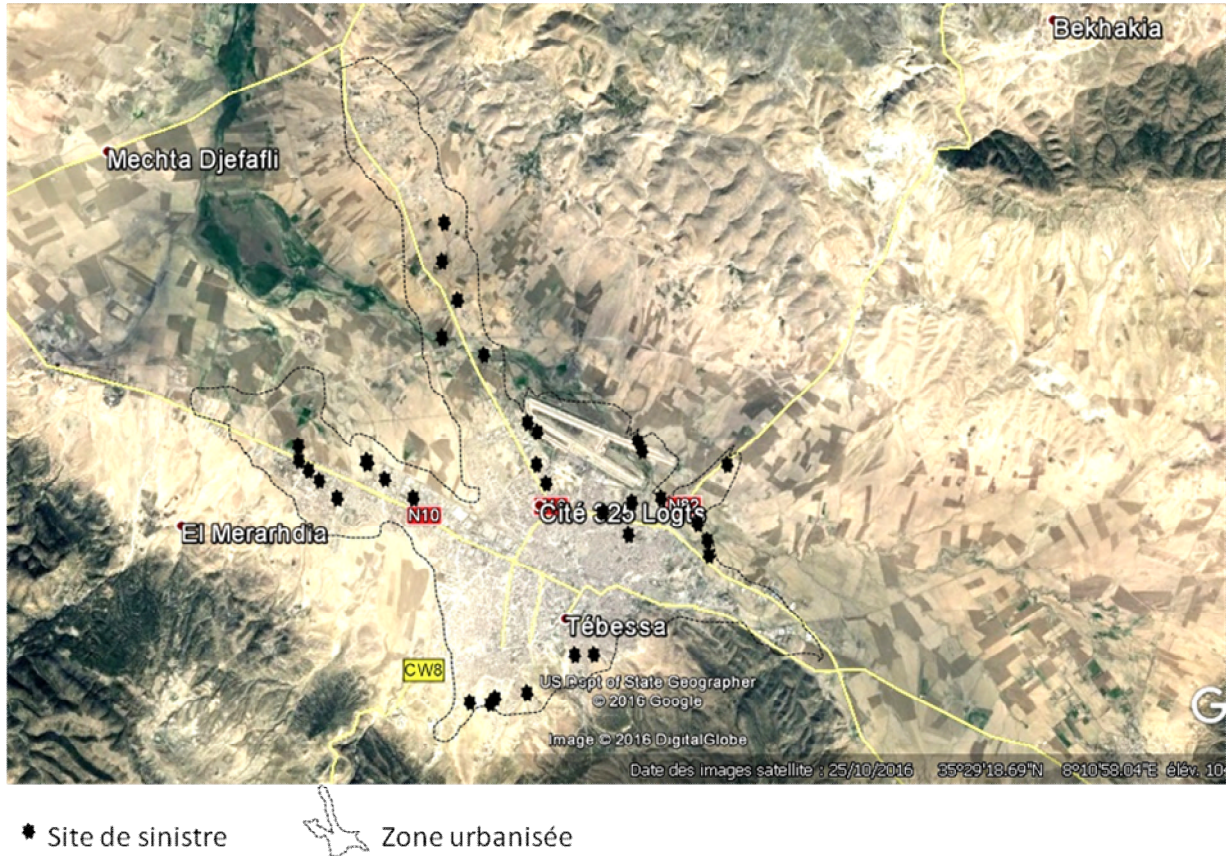 Bekhakia
Mechta Djefafli
N82
Cité 325 Logts
N10
El Merarhdia
Tébessa
CW8
US Dept of State Geographer
© 2016 Google
Image © 2016 DigitalGlobe
G
Date des images satellite : 25/10/2016 35°29'18.69"N 8°10'58.04"E élév. 10
Site de sinistre
Zone urbanisée